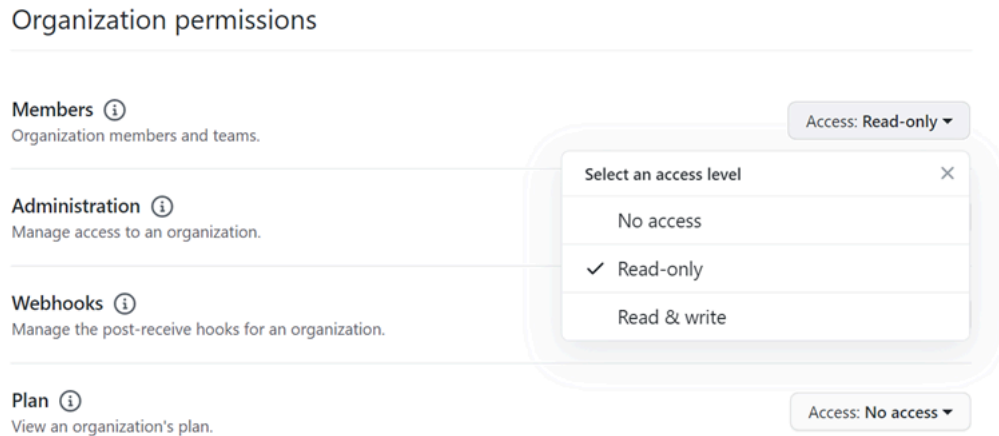 Organization permissions
Members
Organization members and teams.
Access: Read-only
Select an access level
No access
Read-only
Read & write
Administration
Manage access to an organization.
Webhooks
Manage the post-receive hooks for an organization.
Plan
View an organization's plan.
Access: No access